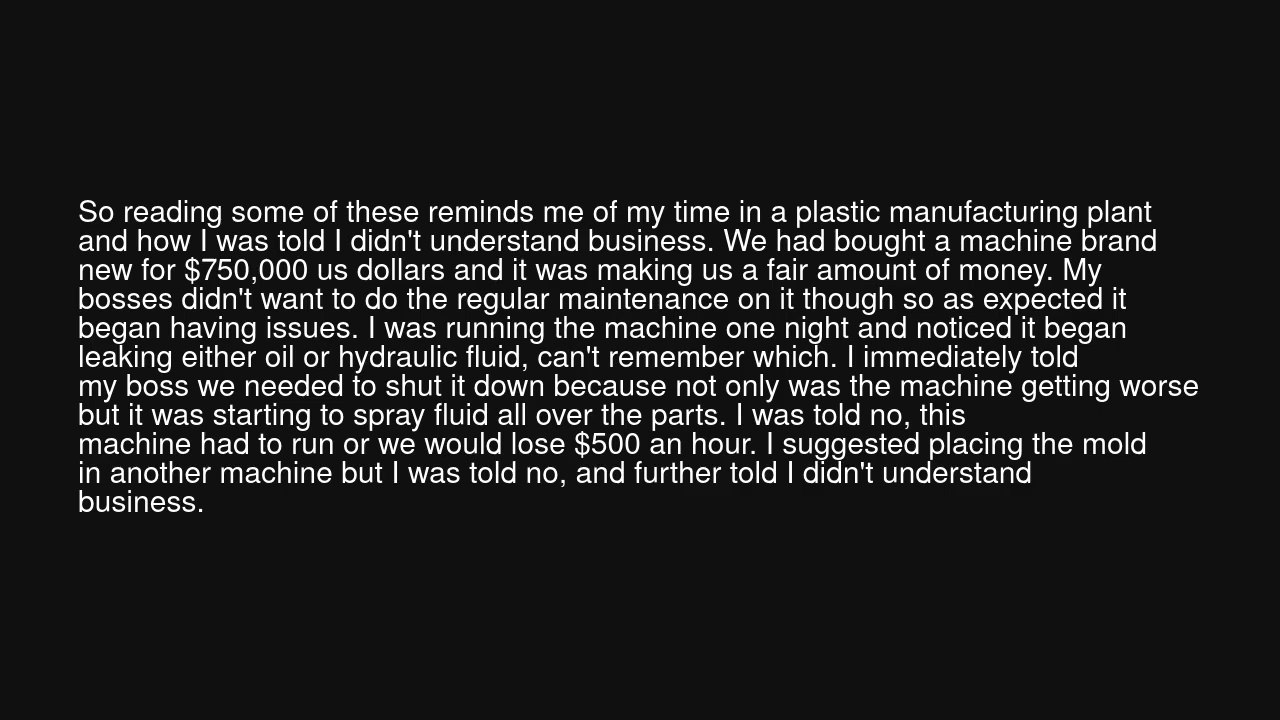 So reading some of these reminds me of my time in a plastic manufacturing plant
and how I was told I didn't understand business. We had bought a machine brand
new for $750,000 us dollars and it was making us a fair amount of money. My
bosses didn't want to do the regular maintenance on it though so as expected it
began having issues. I was running the machine one night and noticed it began
leaking either oil or hydraulic fluid, can't remember which. I immediately told
my boss we needed to shut it down because not only was the machine getting worse
but it was starting to spray fluid all over the parts. I was told no, this
machine had to run or we would lose $500 an hour. I suggested placing the mold
in another machine but I was told no, and further told I didn't understand
business.